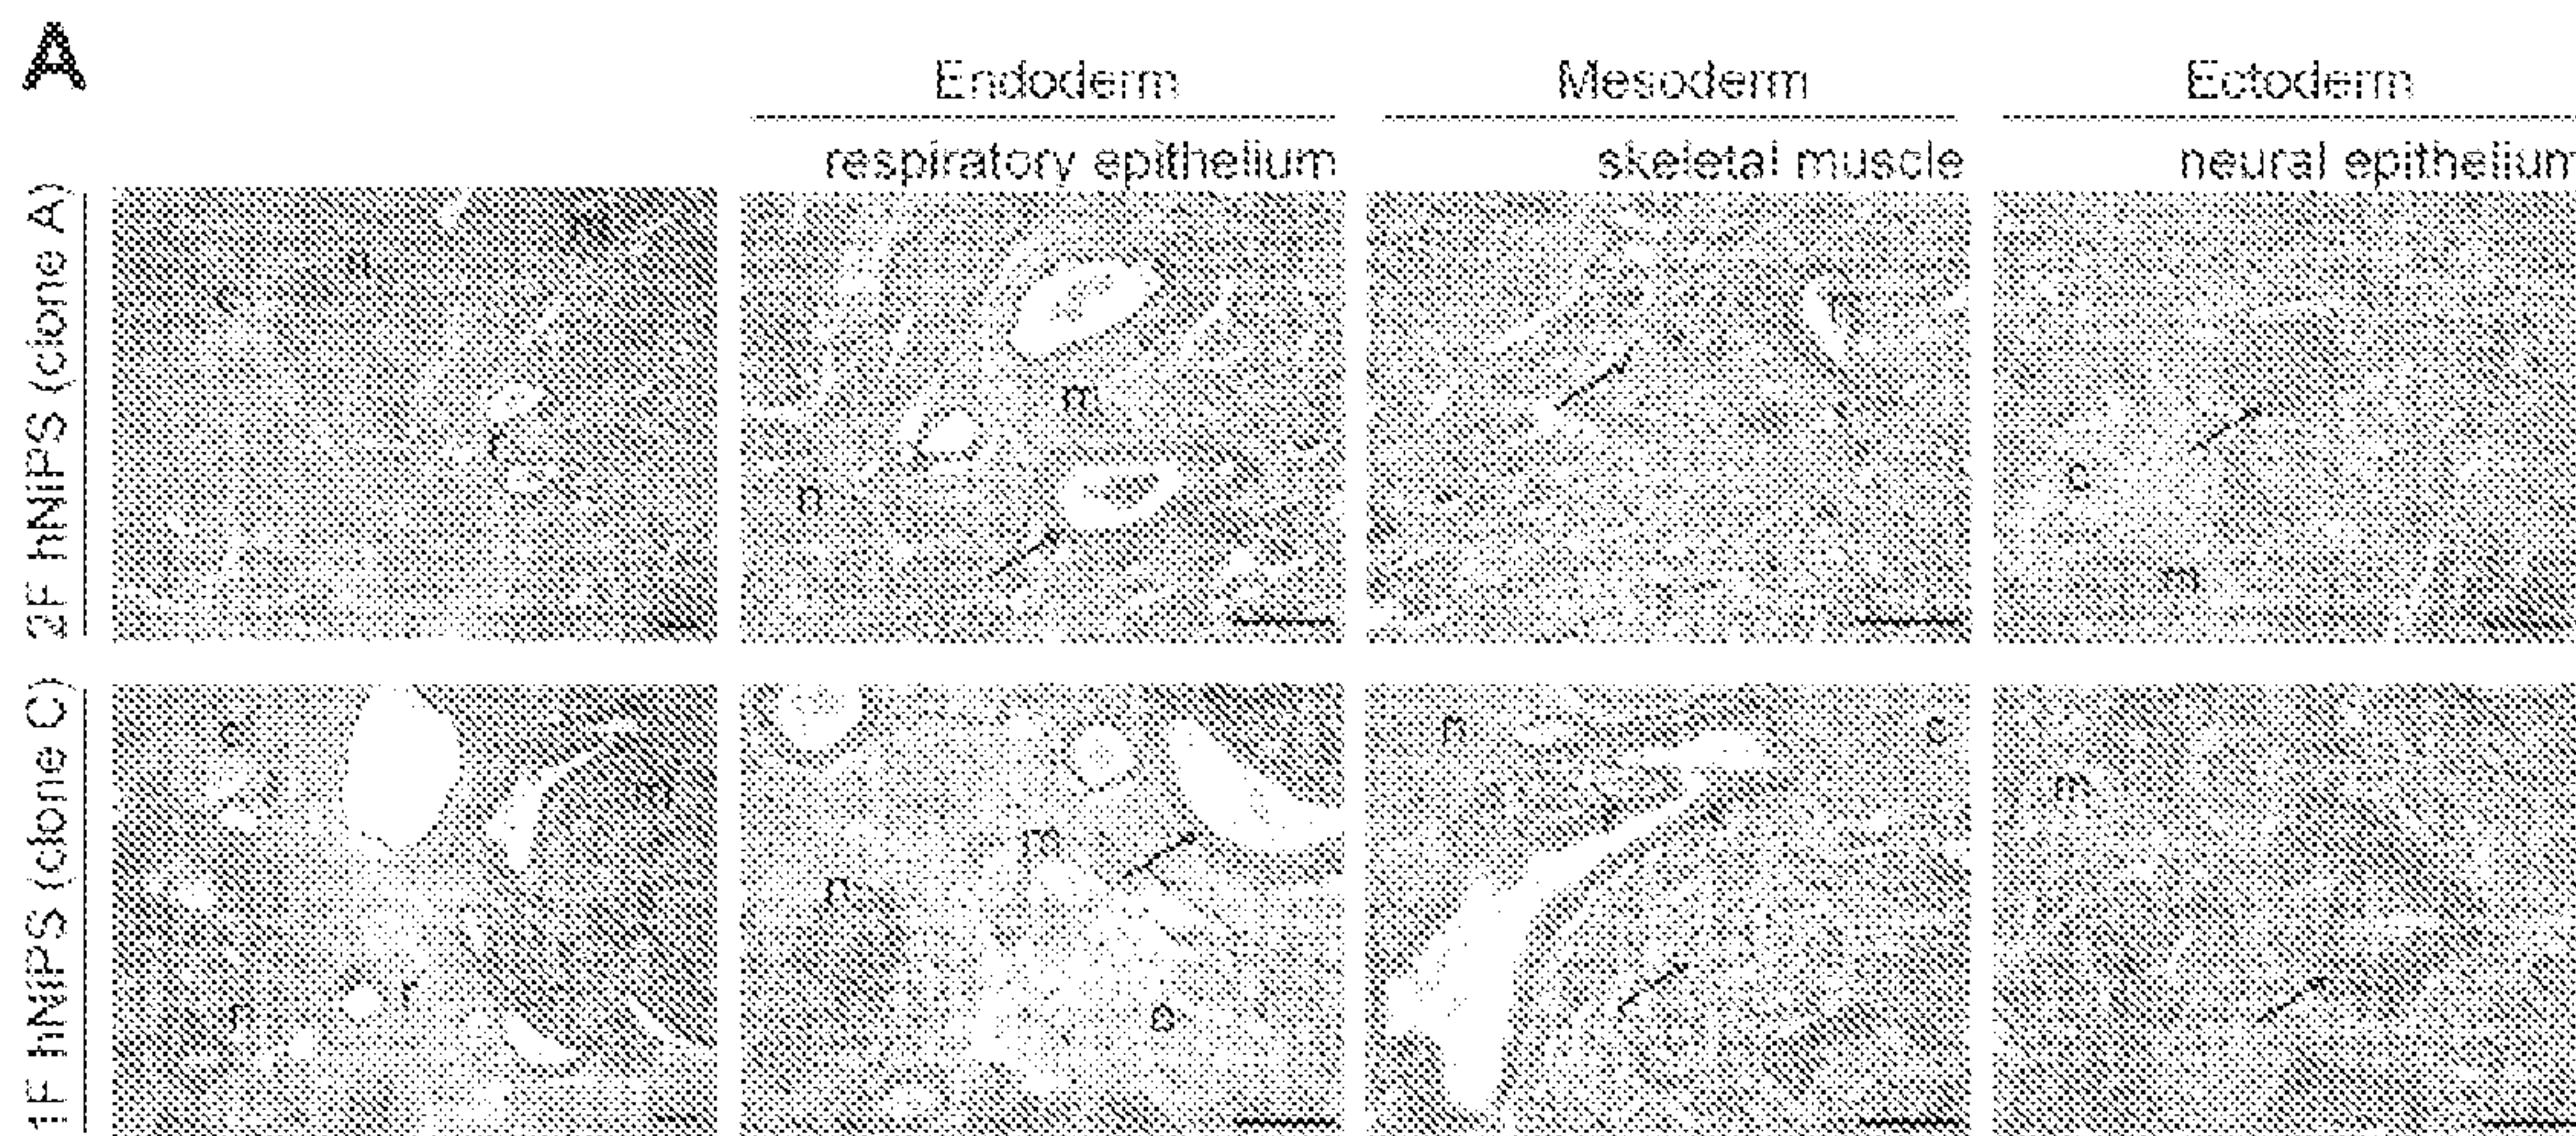 A
Endoderm Mesoderm Ectoderm
respiratory epithelium skeletal muscle neural epithelium
2F hNiPS (clone A)
n
m
r
m
n
c
m
1F hNiPS (clone C)
c
m
n
r
m
n
c
m